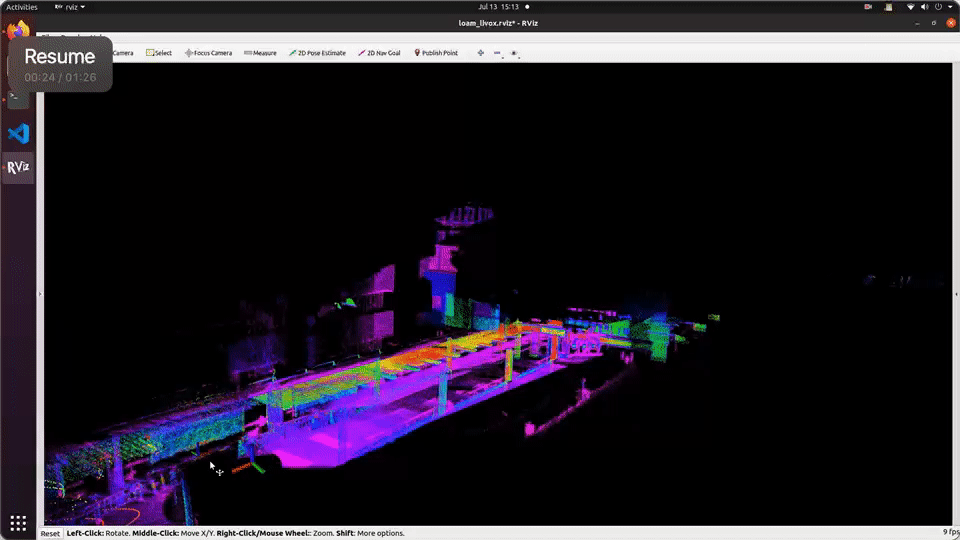 Activities
rviz
Jul 13 15:13
loam_livox.rviz* - RViz
Camera
Select
Focus Camera
Measure
2D Pose Estimate
2D Nav Goal
Publish Point
Resume
00:24 / 01:26
RViz
Reset
Left-Click: Rotate. Middle-Click: Move X/Y. Right-Click/Mouse Wheel:: Zoom. Shift: More options.
9 fps